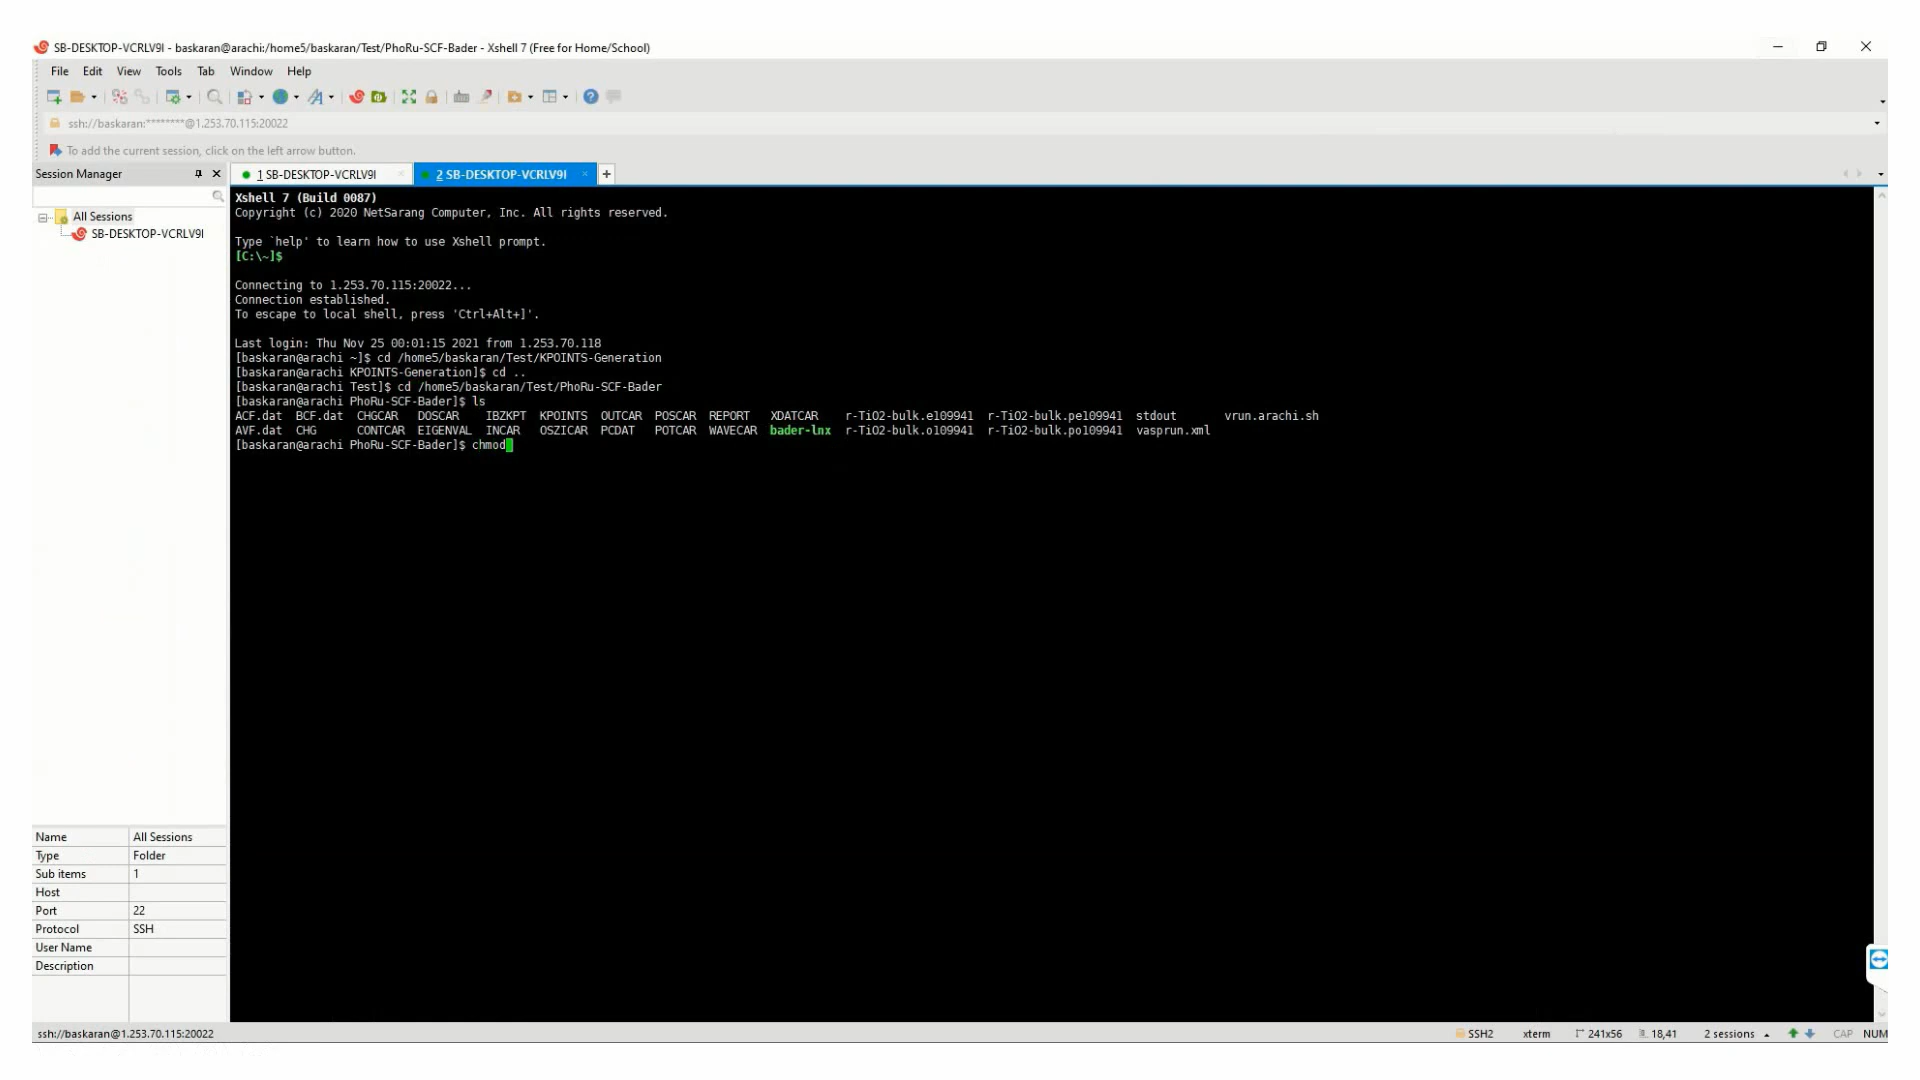 SB-DESKTOP-VCRLV9I - baskaran@arachi:/home5/baskaran/Test/PhoRu-SCF-Bader - Xshell 7 (Free for Home/School)
File Edit View Tools Tab Window Help
ssh://baskaran:********@1.253.70.115:20022
To add the current session, click on the left arrow button.
Session Manager
1 SB-DESKTOP-VCRLV9I
2 SB-DESKTOP-VCRLV9I
All Sessions
SB-DESKTOP-VCRLV9I
Xshell 7 (Build 0087)
Copyright (c) 2020 NetSarang Computer, Inc. All rights reserved.
Type `help' to learn how to use Xshell prompt.
[C:\~]$
Connecting to 1.253.70.115:20022...
Connection established.
To escape to local shell, press 'Ctrl+Alt+]'.
Last login: Thu Nov 25 00:01:15 2021 from 1.253.70.118
[baskaran@arachi ~]$ cd /home5/baskaran/Test/KPOINTS-Generation
[baskaran@arachi KPOINTS-Generation]$ cd ..
[baskaran@arachi Test]$ cd /home5/baskaran/Test/PhoRu-SCF-Bader
[baskaran@arachi PhoRu-SCF-Bader]$ ls
ACF.dat BCF.dat CHGCAR DOSCAR IBZKPT KPOINTS OUTCAR POSCAR REPORT XDATCAR r-TiO2-bulk.e109941 r-TiO2-bulk.pe109941 stdout vrun.arachi.sh
AVF.dat CHG CONTCAR EIGENVAL INCAR OSZICAR PCDAT POTCAR WAVECAR bader-lnx r-TiO2-bulk.o109941 r-TiO2-bulk.po109941 vasprun.xml
[baskaran@arachi PhoRu-SCF-Bader]$ chmod
Name All Sessions
Type Folder
Sub items 1
Host
Port 22
Protocol SSH
User Name
Description
ssh://baskaran@1.253.70.115:20022
SSH2 xterm 241x56 18,41 2 sessions CAP NUM